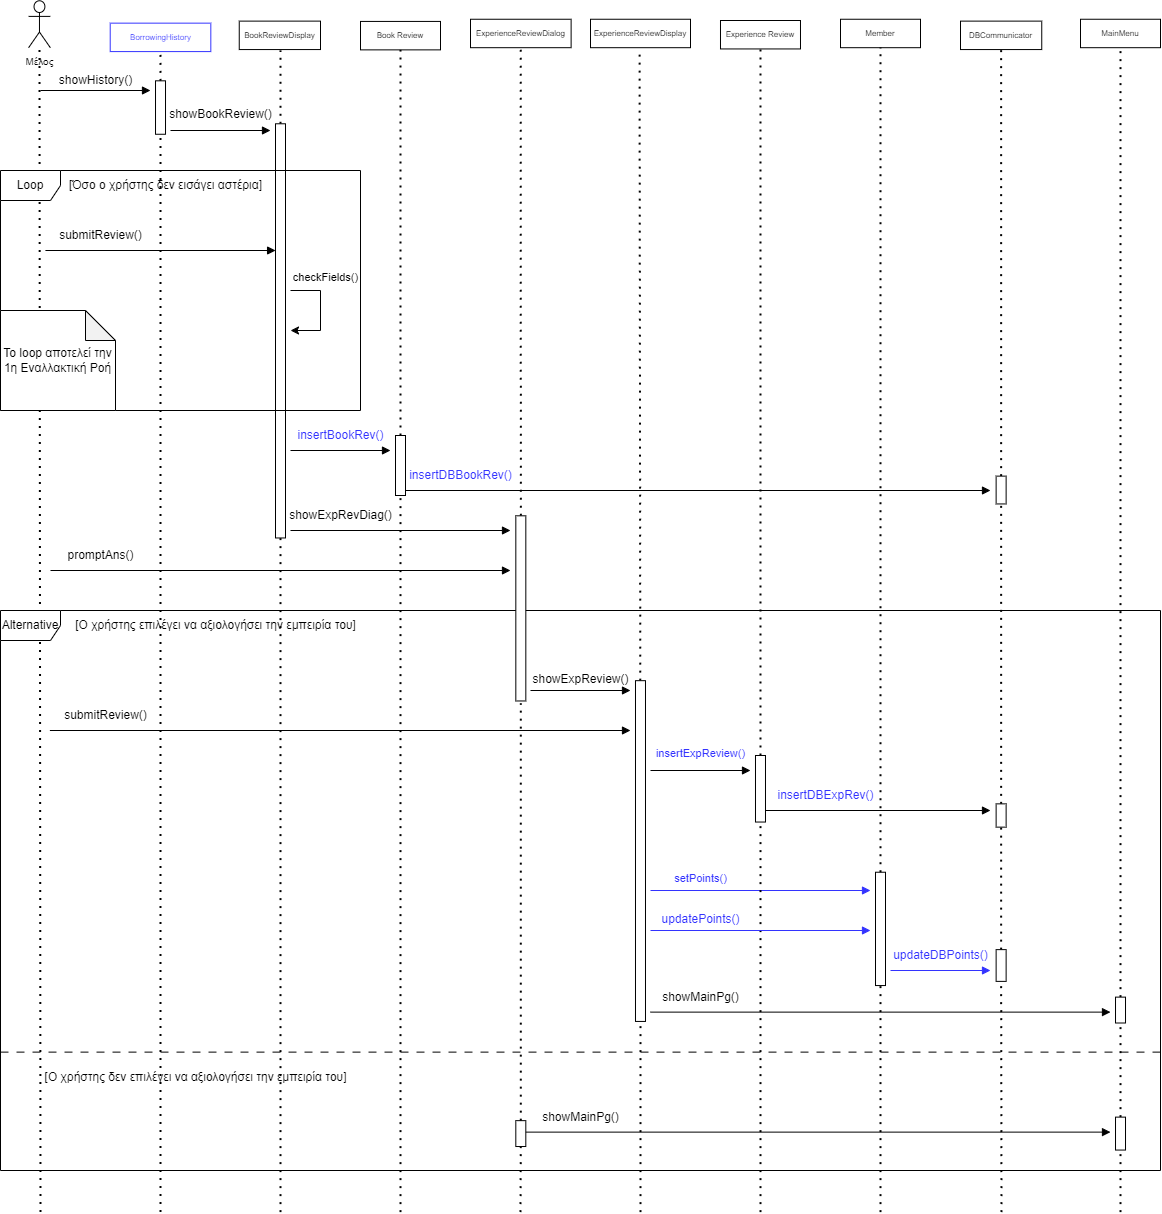 BorrowingHistory
BookReviewDisplay
Book Review
ExperienceReviewDialog
ExperienceReviewDisplay
Experience Review
Member
DBCommunicator
MainMenu
Μέλος
showHistory()
showBookReview()
Loop
[Όσο ο χρήστης δεν εισάγει αστέρια]
submitReview()
checkFields()
Το loop αποτελεί την
1η Εναλλακτική Ροή
insertBookRev()
insertDBBookRev()
showExpRevDiag()
promptAns()
Alternative
[Ο χρήστης επιλέγει να αξιολογήσει την εμπειρία του]
showExpReview()
submitReview()
insertExpReview()
insertDBExpRev()
setPoints()
updatePoints()
updateDBPoints()
showMainPg()
[Ο χρήστης δεν επιλέγει να αξιολογήσει την εμπειρία του]
showMainPg()